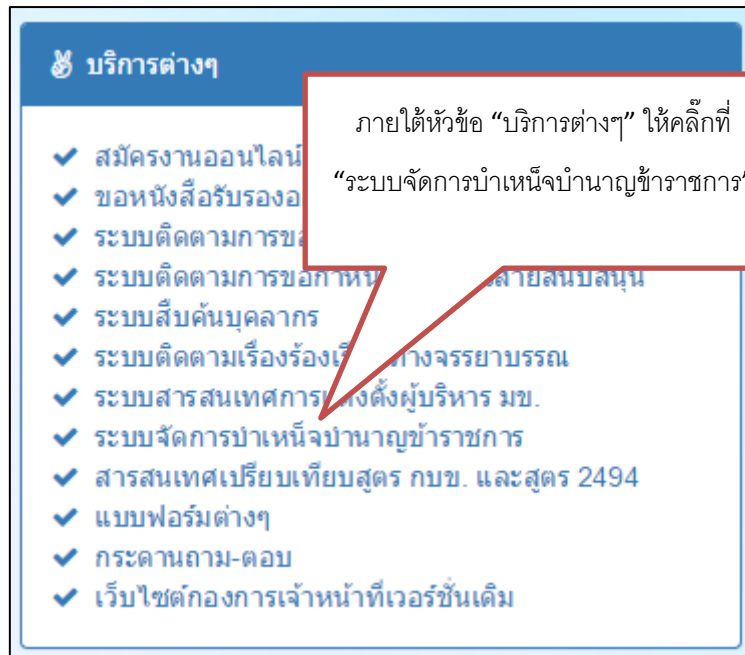 บริการต่างๆ
ภายใต้หัวข้อ “บริการต่างๆ” ให้คลิ๊กที่
“ระบบจัดการบำเหน็จบำนาญข้าราชการ”
สมัครงานออนไลน์
ขอหนังสือรับรองออ
ระบบติดตามการขอ
ระบบติดตามการขอกำหน สายสนับสนุน
ระบบสืบค้นบุคลากร
ระบบติดตามเรื่องร้องเรียนทางจรรยาบรรณ
ระบบสารสนเทศการแต่งตั้งผู้บริหาร มข.
ระบบจัดการบำเหน็จบำนาญข้าราชการ
สารสนเทศเปรียบเทียบสูตร กบข. และสูตร 2494
แบบฟอร์มต่างๆ
กระดานถาม-ตอบ
เว็บไซต์กองการเจ้าหน้าที่เวอร์ชั่นเดิม